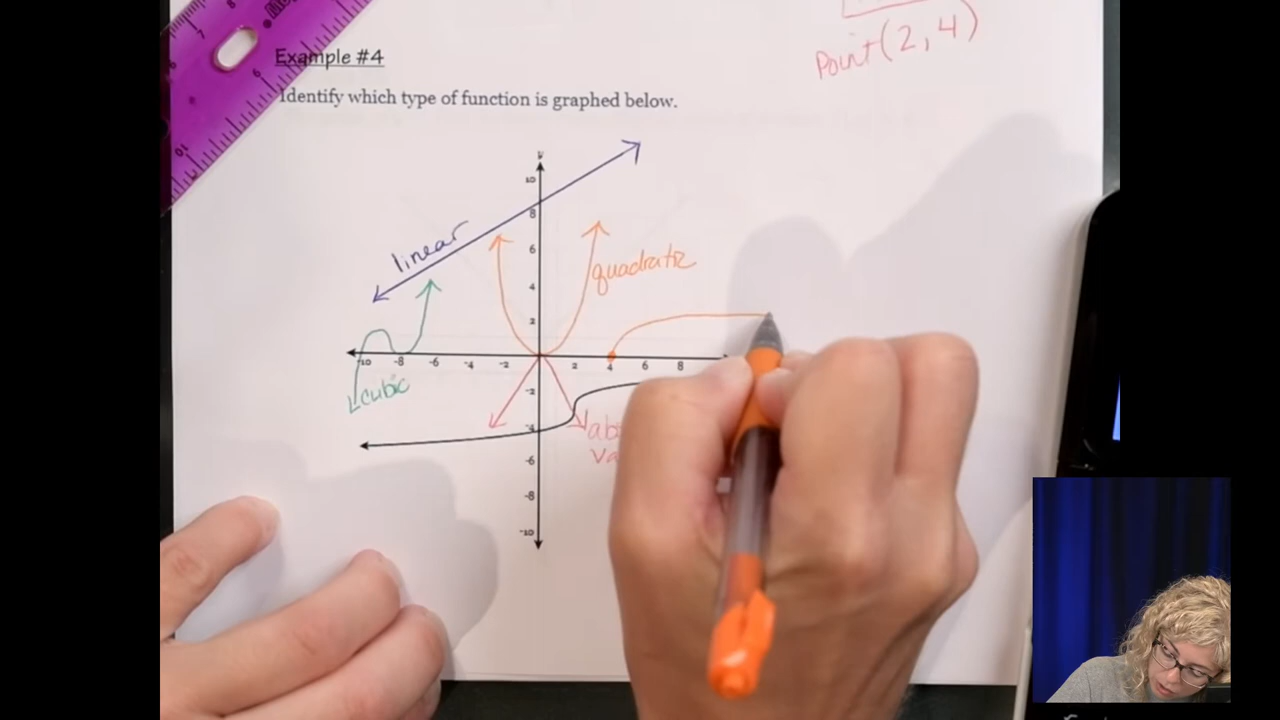 Point (2, 4)
Example #4
Identify which type of function is graphed below.
y
10
8
linear
6
quadratic
4
2
-10 -8 -6 -4 -2 2 4 6 8
cubic
-2
-4
-6
-8
-10